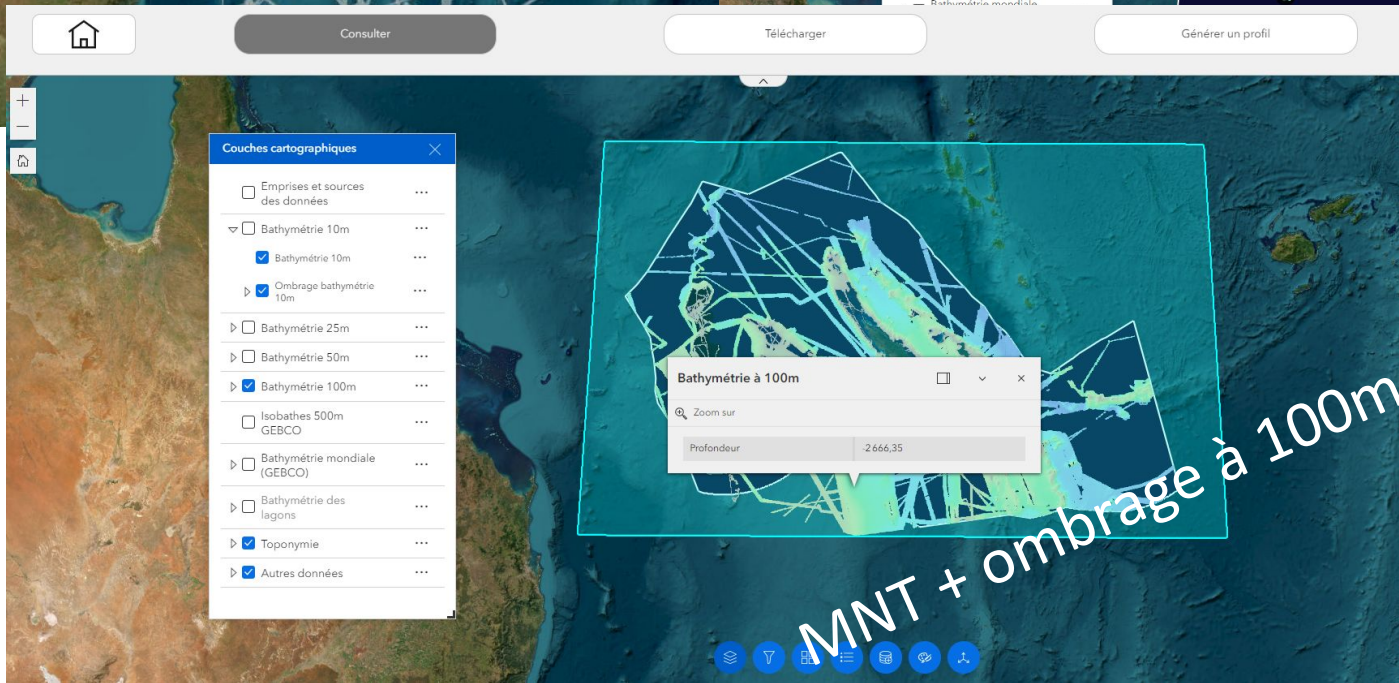 Bathymétrie mondiale
Consulter
Télécharger
Générer un profil
Couches cartographiques
Emprises et sources
des données
Bathymétrie 10m
Bathymétrie 10m
Ombrage bathymétrie
10m
Bathymétrie 25m
Bathymétrie 50m
Bathymétrie 100m
Isobathes 500m
GEBCO
Bathymétrie mondiale
(GEBCO)
Bathymétrie des
lagons
Toponymie
Autres données
Bathymétrie à 100m
Zoom sur
Profondeur
-2 666,35
MNT + ombrage à 100m